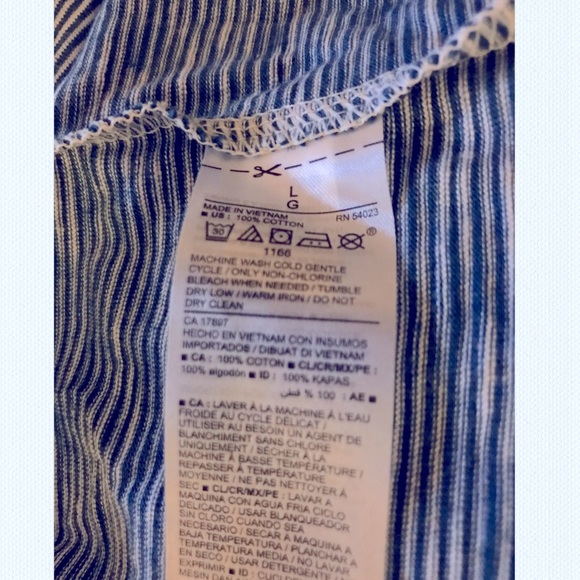 L
G
MADE IN VIETNAM RN 54023
■ US : 100% COTTON
30 ®
1166
MACHINE WASH COLD GENTLE
CYCLE / ONLY NON-CHLORINE
BLEACH WHEN NEEDED / TUMBLE
DRY LOW / WARM IRON / DO NOT
DRY CLEAN
CA 17897
HECHO EN VIETNAM CON INSUMOS
IMPORTADOS / DIBUAT DI VIETNAM
■ CA : 100% COTON ■ CL/CR/MX/PE :
100% algodón ■ ID : 100% KAPAS
■ AE : 100 % قطن
■ CA : LAVER À LA MACHINE À L'EAU
FROIDE AU CYCLE DÉLICAT /
UTILISER AU BESOIN UN AGENT DE
BLANCHIMENT SANS CHLORE
UNIQUEMENT / SÉCHER À LA
MACHINE À BASSE TEMPÉRATURE /
REPASSER À TEMPÉRATURE
MOYENNE / NE PAS NETTOYER À
SEC ■ CL/CR/MX/PE : LAVAR A
MAQUINA CON AGUA FRIA CICLO
DELICADO / USAR BLANQUEADOR
SIN CLORO CUANDO SEA
NECESARIO / SECAR A MAQUINA A
BAJA TEMPERATURA / PLANCHAR A
TEMPERATURA MEDIA / NO LAVAR
EN SECO / USAR DETERGENTE
EXPRIMIR ■ ID :
MESIN